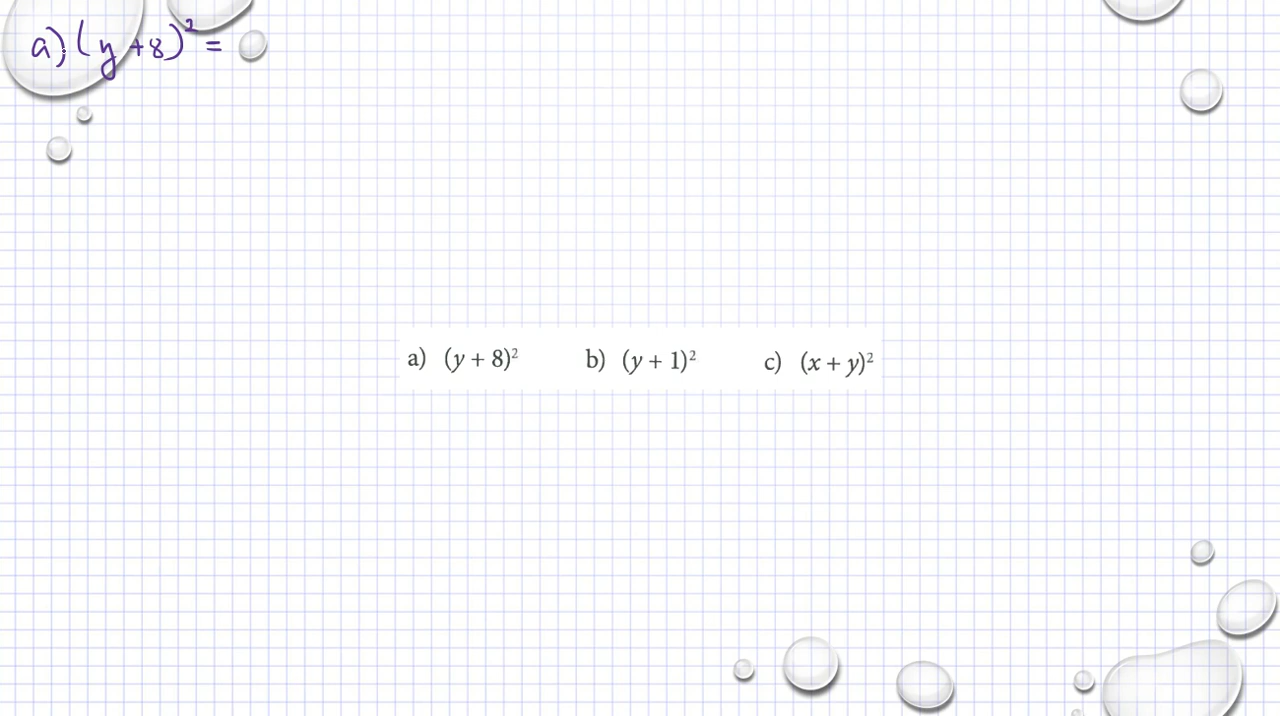 a) (y+8)² =
a) (y + 8)² b) (y + 1)² c) (x + y)²